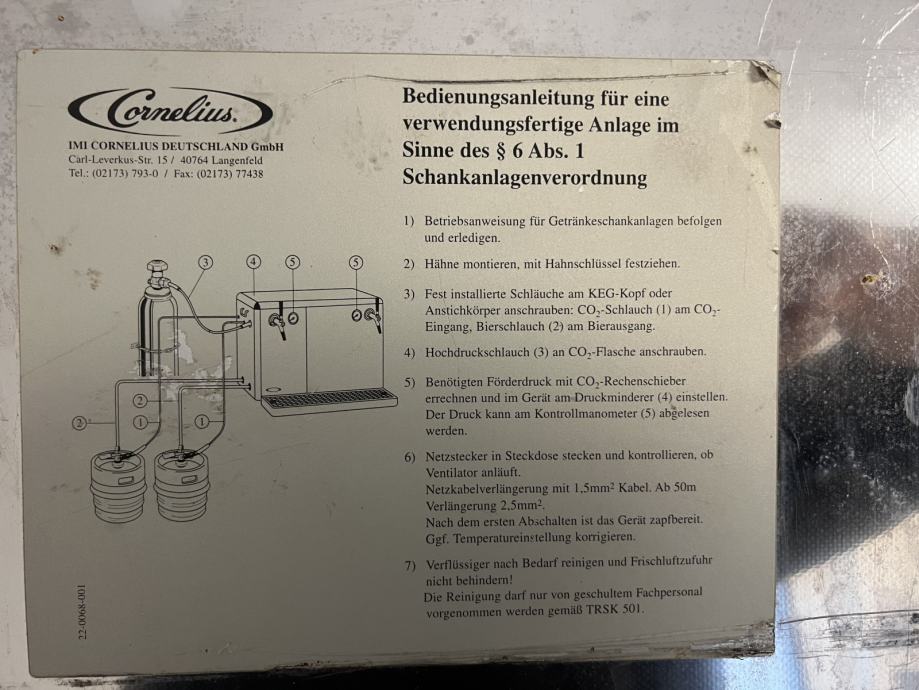 Cornelius.
IMI CORNELIUS DEUTSCHLAND GmbH
Carl-Leverkus-Str. 15 / 40764 Langenfeld
Tel.: (02173) 793-0 / Fax: (02173) 77438
3
4
5
5
2
2
1
1
22-0068-001
Bedienungsanleitung für eine
verwendungsfertige Anlage im
Sinne des § 6 Abs. 1
Schankanlagenverordnung
1) Betriebsanweisung für Getränkeschankanlagen befolgen
und erledigen.
2) Hähne montieren, mit Hahnschlüssel festziehen.
3) Fest installierte Schläuche am KEG-Kopf oder
Anstichkörper anschrauben: CO₂-Schlauch (1) am CO₂-
Eingang, Bierschlauch (2) am Bierausgang.
4) Hochdruckschlauch (3) an CO₂-Flasche anschrauben.
5) Benötigten Förderdruck mit CO₂-Rechenschieber
errechnen und im Gerät am Druckminderer (4) einstellen.
Der Druck kann am Kontrollmanometer (5) abgelesen
werden.
6) Netzstecker in Steckdose stecken und kontrollieren, ob
Ventilator anläuft.
Netzkabelverlängerung mit 1,5mm² Kabel. Ab 50m
Verlängerung 2,5mm².
Nach dem ersten Abschalten ist das Gerät zapfbereit.
Ggf. Temperatureinstellung korrigieren.
7) Verflüssiger nach Bedarf reinigen und Frischluftzufuhr
nicht behindern!
Die Reinigung darf nur von geschultem Fachpersonal
vorgenommen werden gemäß TRSK 501.